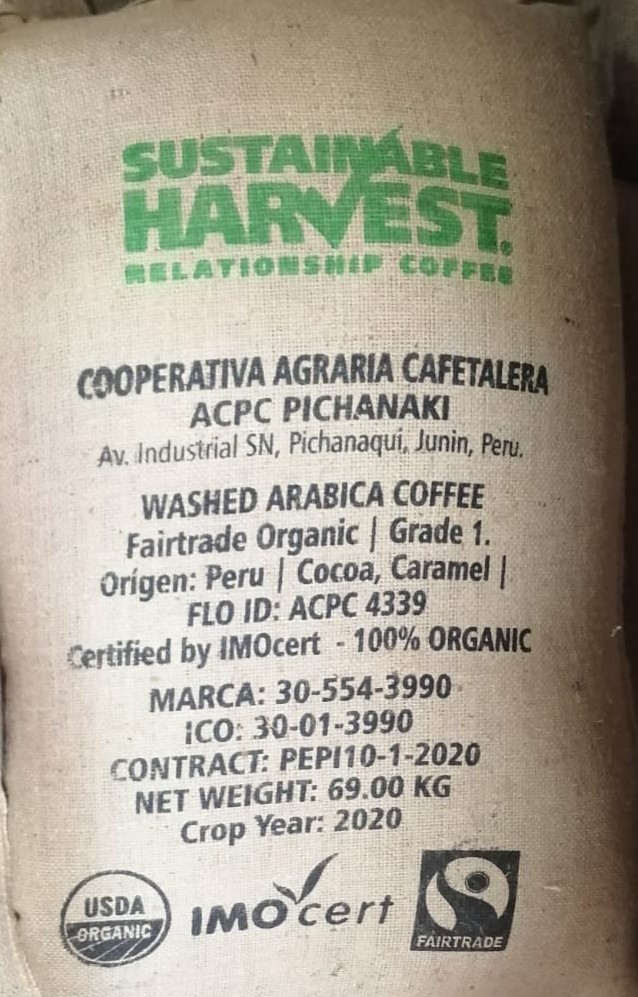 SUSTAINABLE
HARVEST®
RELATIONSHIP COFFEE
COOPERATIVA AGRARIA CAFETALERA
ACPC PICHANAKI
Av. Industrial SN, Pichanaqui, Junin, Peru.
WASHED ARABICA COFFEE
Fairtrade Organic | Grade 1.
Orígen: Peru | Cocoa, Caramel |
FLO ID: ACPC 4339
Certified by IMOcert - 100% ORGANIC
MARCA: 30-554-3990
ICO: 30-01-3990
CONTRACT: PEPI10-1-2020
NET WEIGHT: 69.00 KG
Crop Year: 2020
USDA
ORGANIC
IMOcert
FAIRTRADE